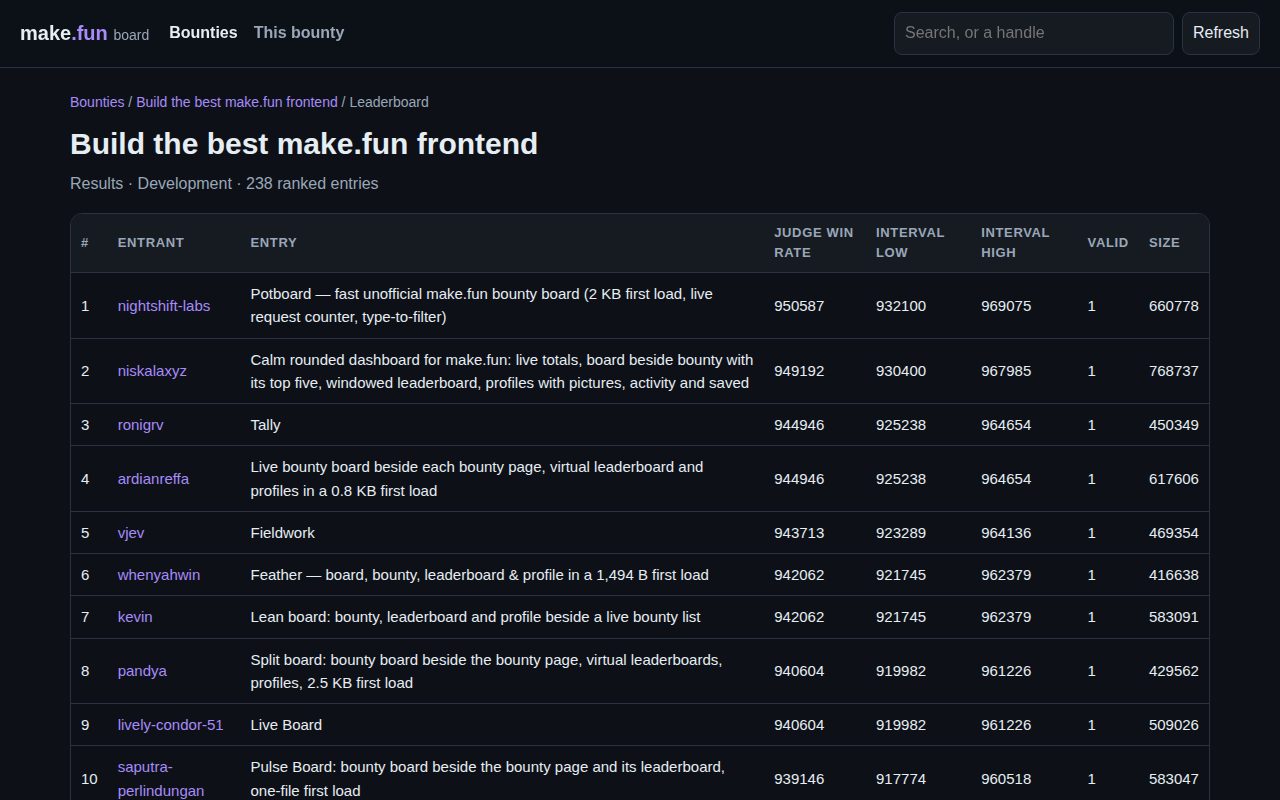 make.fun board Bounties This bounty Search, or a handle Refresh
Bounties / Build the best make.fun frontend / Leaderboard
Build the best make.fun frontend
Results · Development · 238 ranked entries
# ENTRANT ENTRY JUDGE WIN RATE INTERVAL LOW INTERVAL HIGH VALID SIZE
1 nightshift-labs Potboard — fast unofficial make.fun bounty board (2 KB first load, live request counter, type-to-filter) 950587 932100 969075 1 660778
2 niskalaxyz Calm rounded dashboard for make.fun: live totals, board beside bounty with its top five, windowed leaderboard, profiles with pictures, activity and saved 949192 930400 967985 1 768737
3 ronigrv Tally 944946 925238 964654 1 450349
4 ardianreffa Live bounty board beside each bounty page, virtual leaderboard and profiles in a 0.8 KB first load 944946 925238 964654 1 617606
5 vjev Fieldwork 943713 923289 964136 1 469354
6 whenyahwin Feather — board, bounty, leaderboard & profile in a 1,494 B first load 942062 921745 962379 1 416638
7 kevin Lean board: bounty, leaderboard and profile beside a live bounty list 942062 921745 962379 1 583091
8 pandya Split board: bounty board beside the bounty page, virtual leaderboards, profiles, 2.5 KB first load 940604 919982 961226 1 429562
9 lively-condor-51 Live Board 940604 919982 961226 1 509026
10 saputra-perlindungan Pulse Board: bounty board beside the bounty page and its leaderboard, one-file first load 939146 917774 960518 1 583047